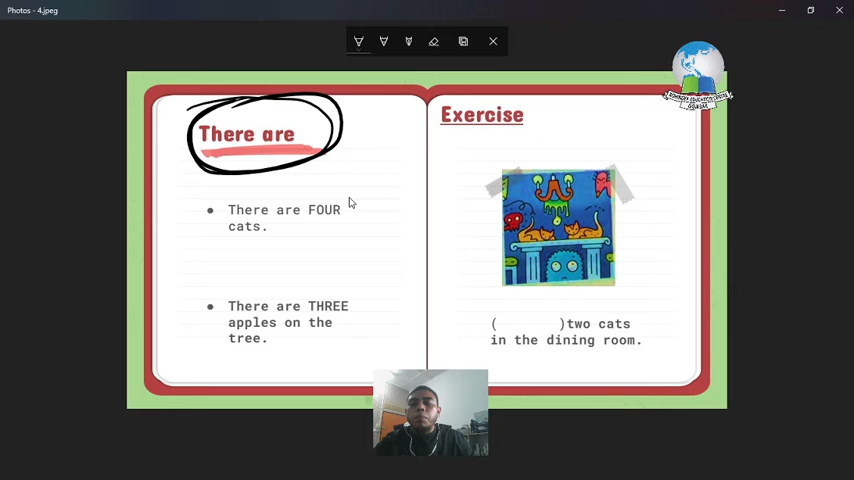 Photos - 4.jpeg
There are
There are FOUR
cats.
There are THREE
apples on the
tree.
Exercise
( )two cats
in the dining room.